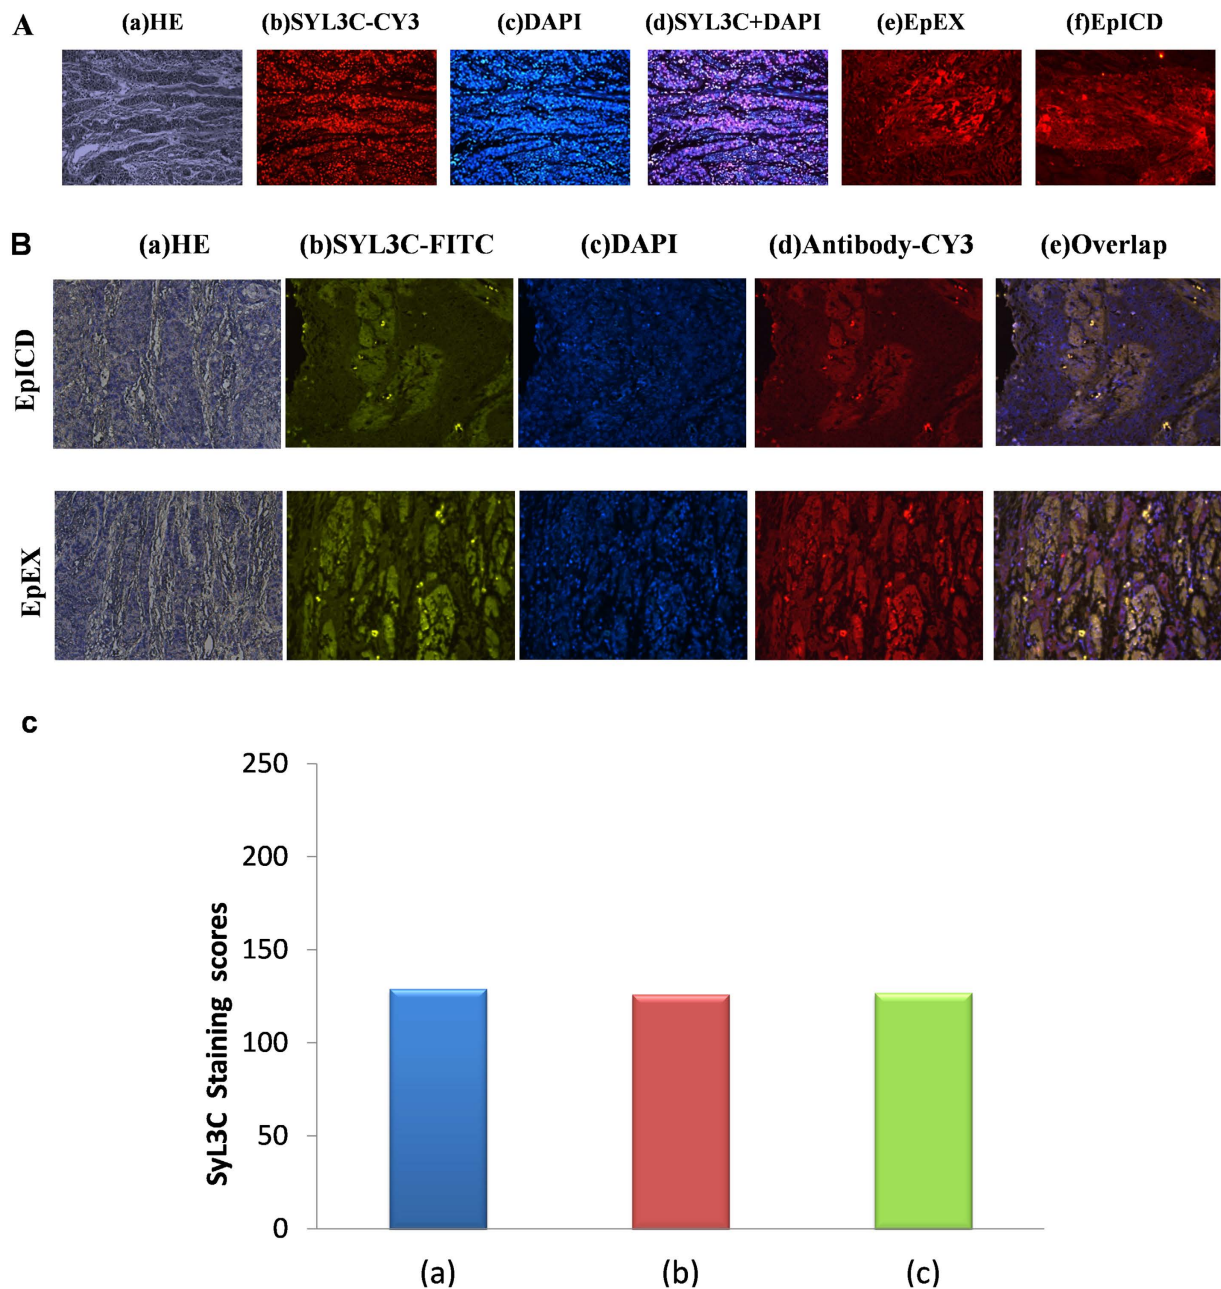 A (a)HE (b)SYL3C-CY3 (c)DAPI (d)SYL3C+DAPI (e)EpEX (f)EpICD
B (a)HE (b)SYL3C-FITC (c)DAPI (d)Antibody-CY3 (e)Overlap
EpICD
EpEX
c
SyL3C Staining scores
250
200
150
100
50
0
(a) (b) (c)